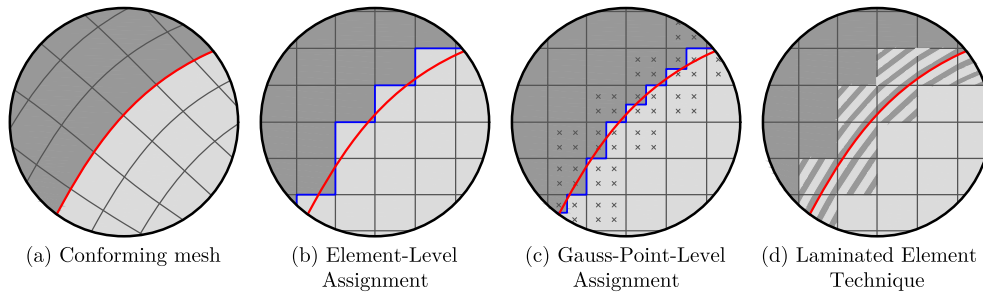 (a) Conforming mesh
(b) Element-Level
Assignment
(c) Gauss-Point-Level
Assignment
(d) Laminated Element
Technique